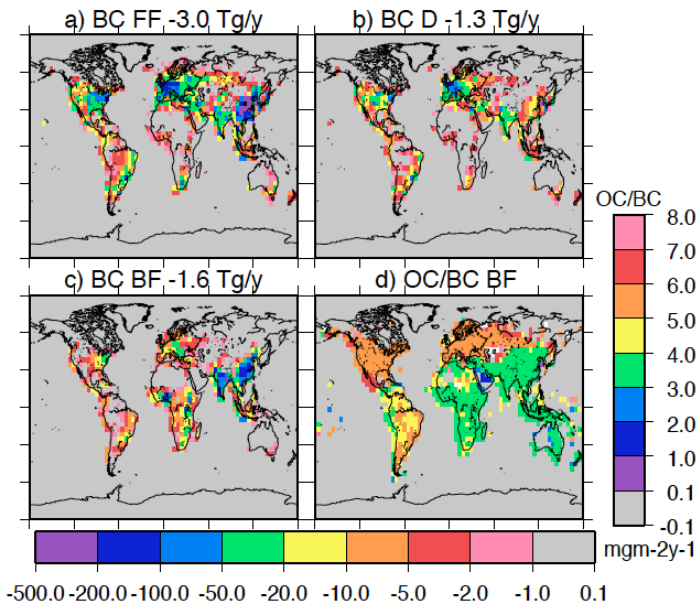 a) BC FF -3.0 Tg/y
b) BC D -1.3 Tg/y
c) BC BF -1.6 Tg/y
d) OC/BC BF
OC/BC
8.0
7.0
6.0
5.0
4.0
3.0
2.0
1.0
0.1
-0.1
mgm-2y-1
-500.0 -200.0 -100.0 -50.0 -20.0 -10.0 -5.0 -2.0 -1.0 0.1